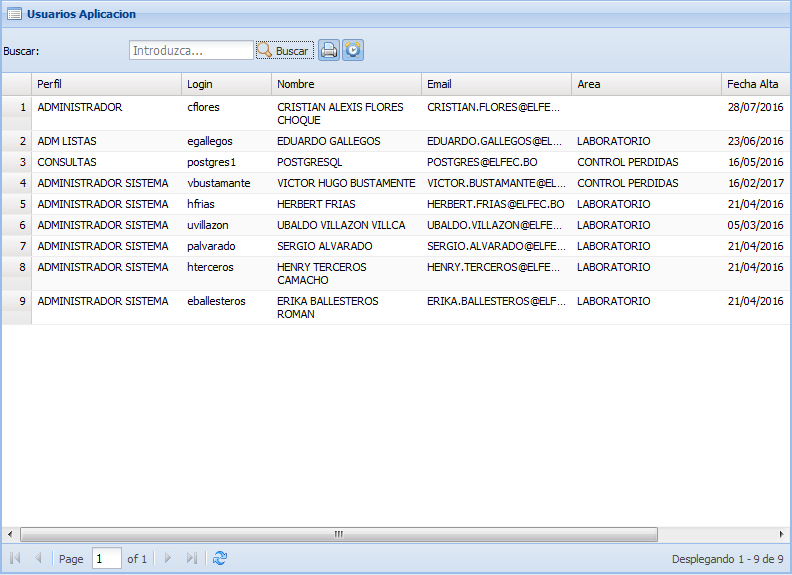 Usuarios Aplicacion
Buscar: Introduzca... Buscar
Perfil Login Nombre Email Area Fecha Alta
1 ADMINISTRADOR cflores CRISTIAN ALEXIS FLORES CRISTIAN.FLORES@ELFE... 28/07/2016
CHOQUE
2 ADM LISTAS egallegos EDUARDO GALLEGOS EDUARDO.GALLEGOS@EL... LABORATORIO 23/06/2016
3 CONSULTAS postgres1 POSTGRESQL POSTGRES@ELFEC.BO CONTROL PERDIDAS 16/05/2016
4 ADMINISTRADOR SISTEMA vbustamante VICTOR HUGO BUSTAMENTE VICTOR.BUSTAMANTE@EL... CONTROL PERDIDAS 16/02/2017
5 ADMINISTRADOR SISTEMA hfrias HERBERT FRIAS HERBERT.FRIAS@ELFEC.BO LABORATORIO 21/04/2016
6 ADMINISTRADOR SISTEMA uvillazon UBALDO VILLAZON VILLCA UBALDO.VILLAZON@ELFE... LABORATORIO 05/03/2016
7 ADMINISTRADOR SISTEMA palvarado SERGIO ALVARADO SERGIO.ALVARADO@ELFE... LABORATORIO 21/04/2016
8 ADMINISTRADOR SISTEMA hterceros HENRY TERCEROS HENRY.TERCEROS@ELFE... LABORATORIO 21/04/2016
CAMACHO
9 ADMINISTRADOR SISTEMA eballesteros ERIKA BALLESTEROS ERIKA.BALLESTEROS@ELF... LABORATORIO 21/04/2016
ROMAN
Page 1 of 1 Desplegando 1 - 9 de 9